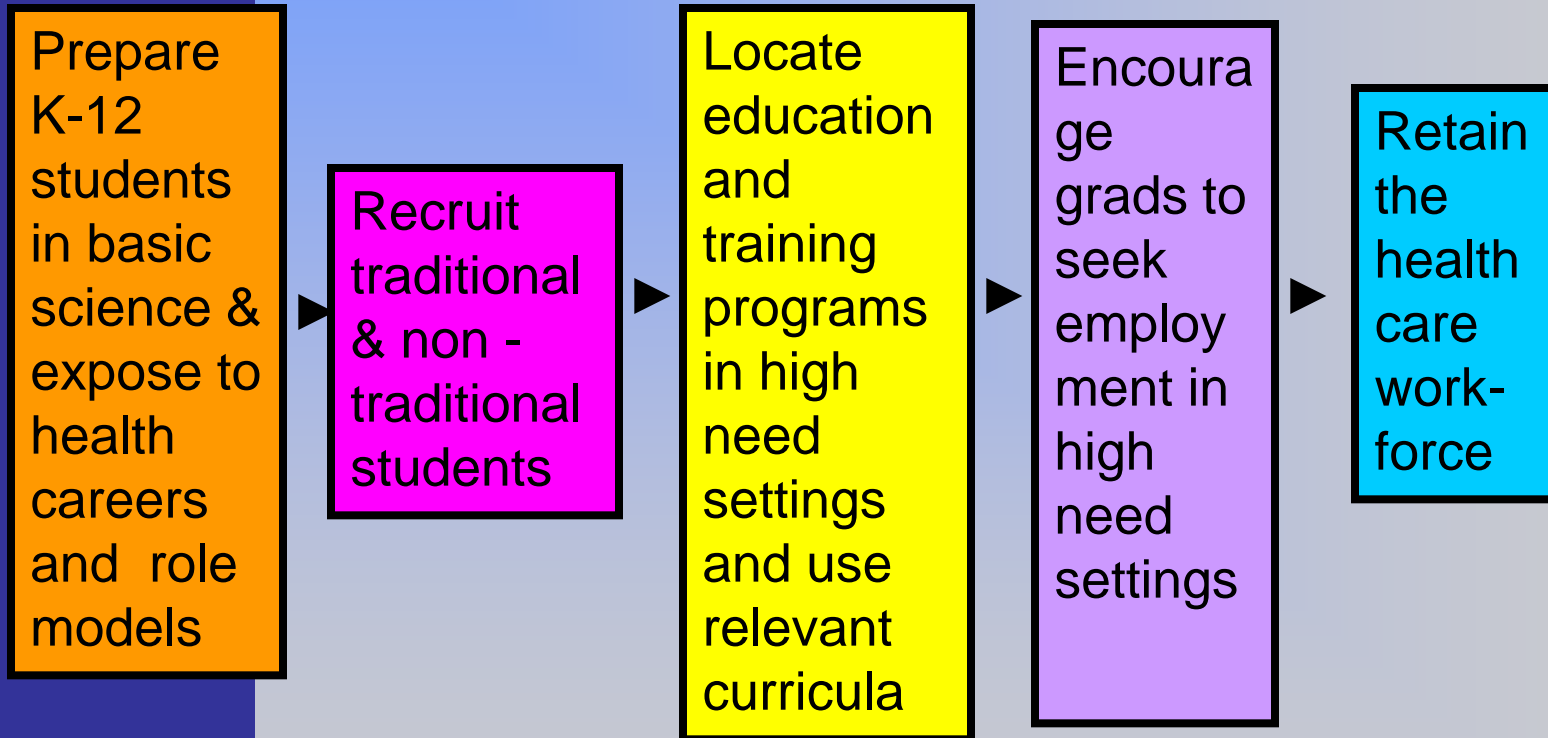 Prepare
K-12
students
in basic
science &
expose to
health
careers
and role
models
Recruit
traditional
& non -
traditional
students
Locate
education
and
training
programs
in high
need
settings
and use
relevant
curricula
Encoura
ge
grads to
seek
employ
ment in
high
need
settings
Retain
the
health
care
work-
force